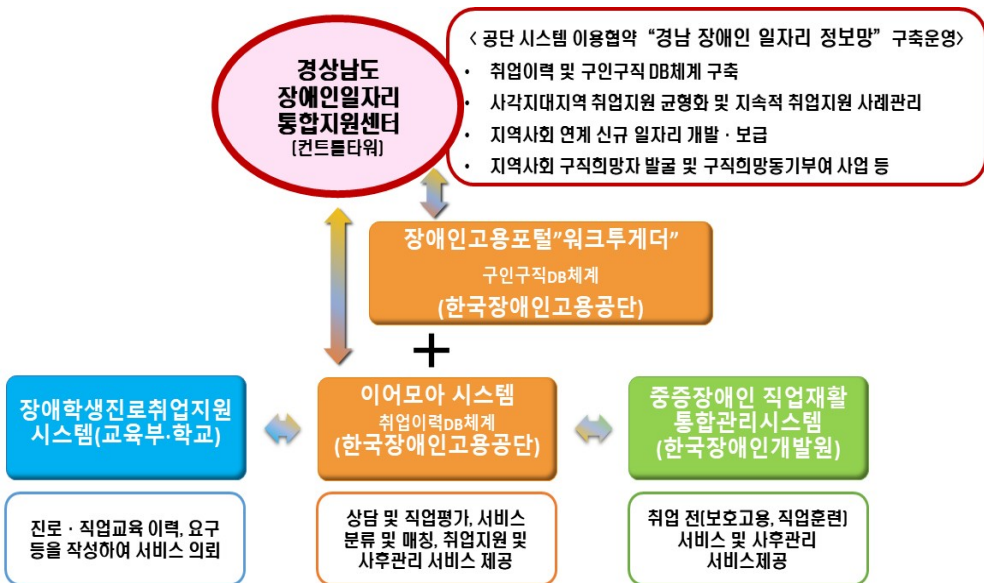 경상남도
장애인일자리
통합지원센터
(컨트롤타워)
< 공단 시스템 이용협약 “경남 장애인 일자리 정보망” 구축운영>
• 취업이력 및 구인구직 DB체계 구축
• 사각지대지역 취업지원 균형화 및 지속적 취업지원 사례관리
• 지역사회 연계 신규 일자리 개발 · 보급
• 지역사회 구직희망자 발굴 및 구직희망동기부여 사업 등
장애인고용포털”워크투게더”
구인구직DB체계
(한국장애인고용공단)
+
장애학생진로취업지원
시스템(교육부·학교)
이어모아 시스템
취업이력DB체계
(한국장애인고용공단)
중증장애인 직업재활
통합관리시스템
(한국장애인개발원)
진로 · 직업교육 이력, 요구
등을 작성하여 서비스 의뢰
상담 및 직업평가, 서비스
분류 및 매칭, 취업지원 및
사후관리 서비스 제공
취업 전(보호고용, 직업훈련)
서비스 및 사후관리
서비스제공